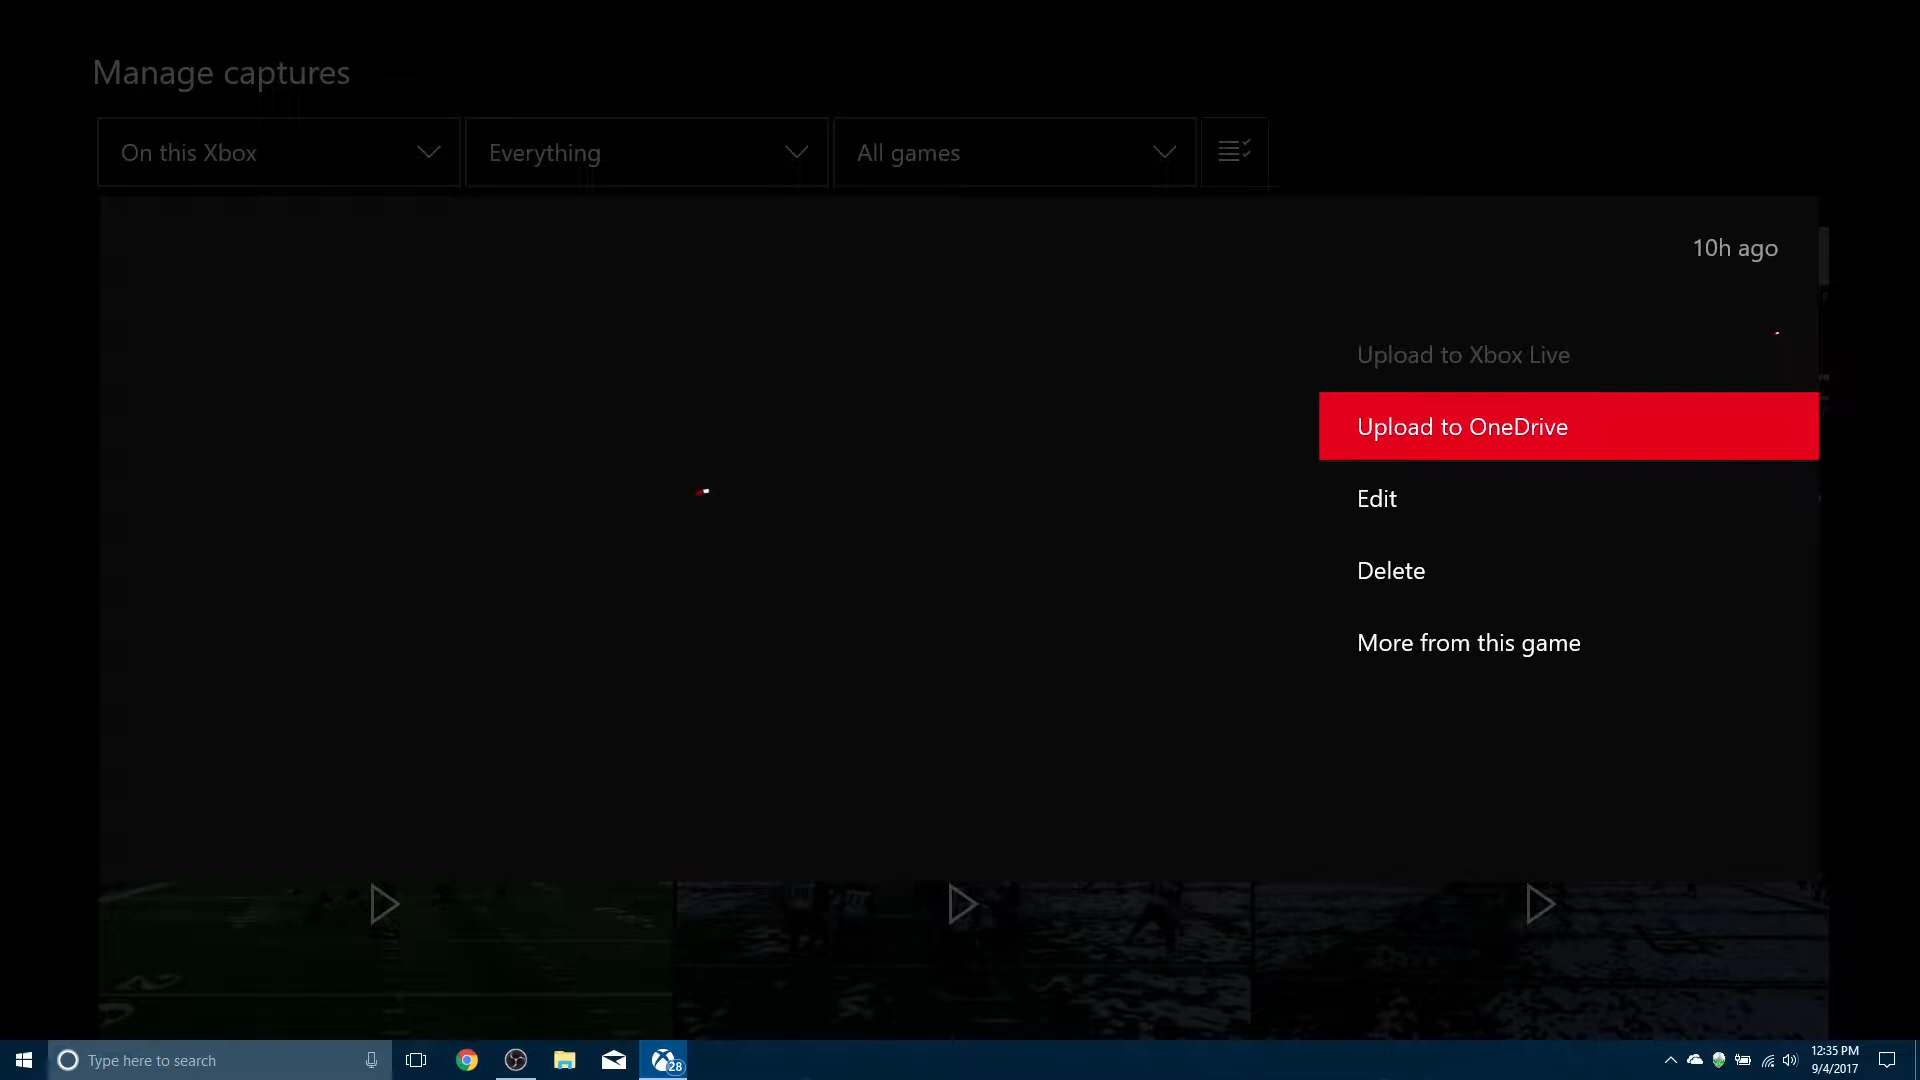 Manage captures
On this Xbox
Everything
All games
10h ago
Upload to Xbox Live
Upload to OneDrive
Edit
Delete
More from this game
Type here to search
28
12:35 PM
9/4/2017